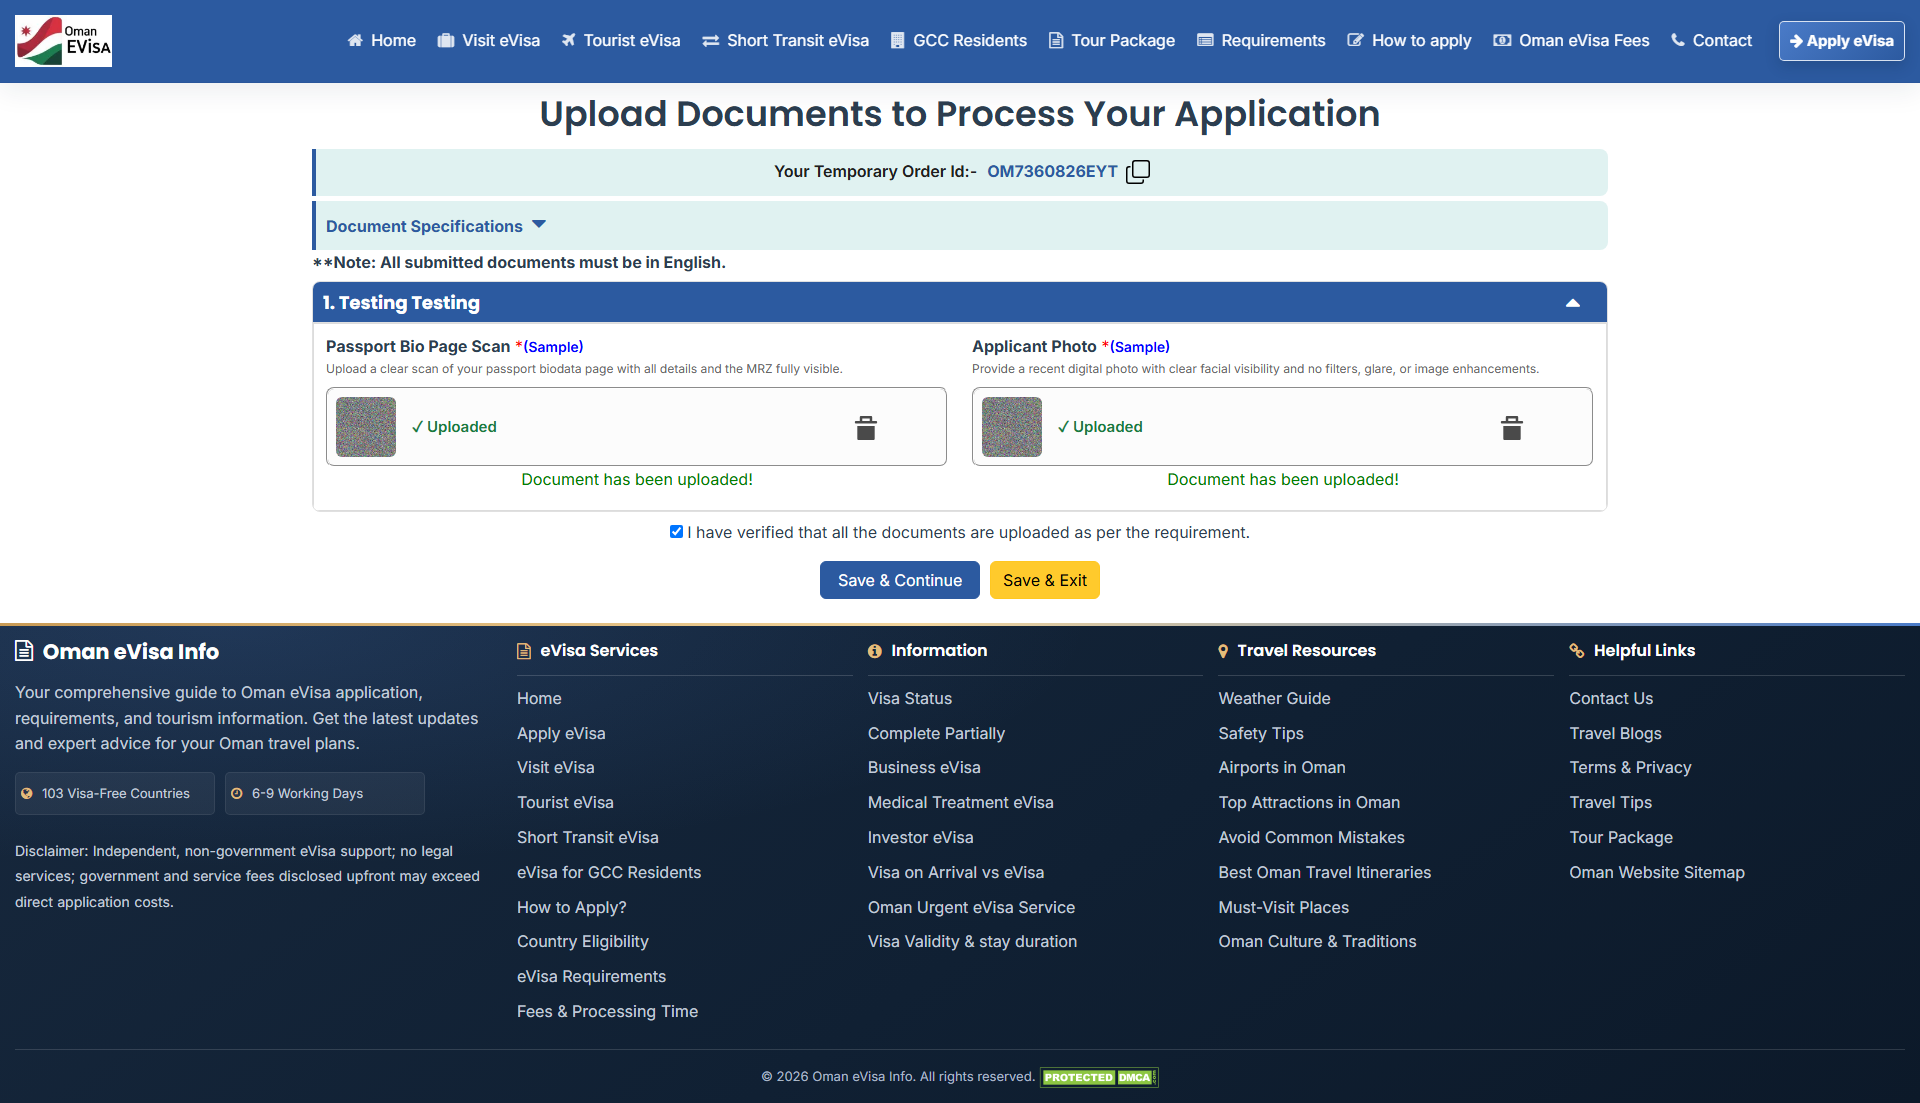 Oman
EVisa
Home
Visit eVisa
Tourist eVisa
Short Transit eVisa
GCC Residents
Tour Package
Requirements
How to apply
Oman eVisa Fees
Contact
Apply eVisa
Upload Documents to Process Your Application
Your Temporary Order Id:- OM7360826EYT
Document Specifications
**Note: All submitted documents must be in English.
1. Testing Testing
Passport Bio Page Scan *(Sample)
Upload a clear scan of your passport biodata page with all details and the MRZ fully visible.
✓ Uploaded
Document has been uploaded!
Applicant Photo *(Sample)
Provide a recent digital photo with clear facial visibility and no filters, glare, or image enhancements.
✓ Uploaded
Document has been uploaded!
I have verified that all the documents are uploaded as per the requirement.
Save & Continue
Save & Exit
Oman eVisa Info
Your comprehensive guide to Oman eVisa application,
requirements, and tourism information. Get the latest updates
and expert advice for your Oman travel plans.
103 Visa-Free Countries
6-9 Working Days
Disclaimer: Independent, non-government eVisa support; no legal
services; government and service fees disclosed upfront may exceed
direct application costs.
eVisa Services
Home
Apply eVisa
Visit eVisa
Tourist eVisa
Short Transit eVisa
eVisa for GCC Residents
How to Apply?
Country Eligibility
eVisa Requirements
Fees & Processing Time
Information
Visa Status
Complete Partially
Business eVisa
Medical Treatment eVisa
Investor eVisa
Visa on Arrival vs eVisa
Oman Urgent eVisa Service
Visa Validity & stay duration
Travel Resources
Weather Guide
Safety Tips
Airports in Oman
Top Attractions in Oman
Avoid Common Mistakes
Best Oman Travel Itineraries
Must-Visit Places
Oman Culture & Traditions
Helpful Links
Contact Us
Travel Blogs
Terms & Privacy
Travel Tips
Tour Package
Oman Website Sitemap
© 2026 Oman eVisa Info. All rights reserved.
PROTECTED DMCA